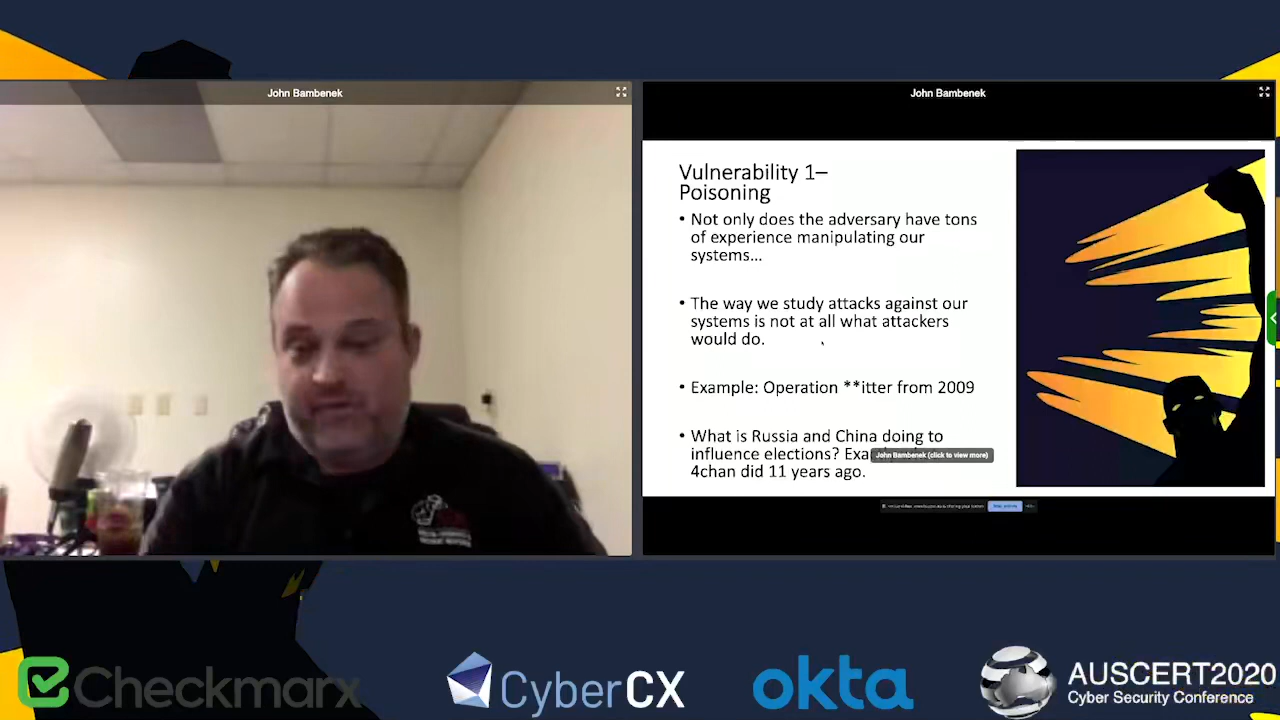 John Bambenek
John Bambenek
Vulnerability 1–
Poisoning
• Not only does the adversary have tons
of experience manipulating our
systems...
• The way we study attacks against our
systems is not at all what attackers
would do.
• Example: Operation **itter from 2009
• What is Russia and China doing to
influence elections?
John Bambenek (click to view more)
4chan did 11 years ago.
Checkmarx
CyberCX
okta
AUSCERT2020
Cyber Security Conference